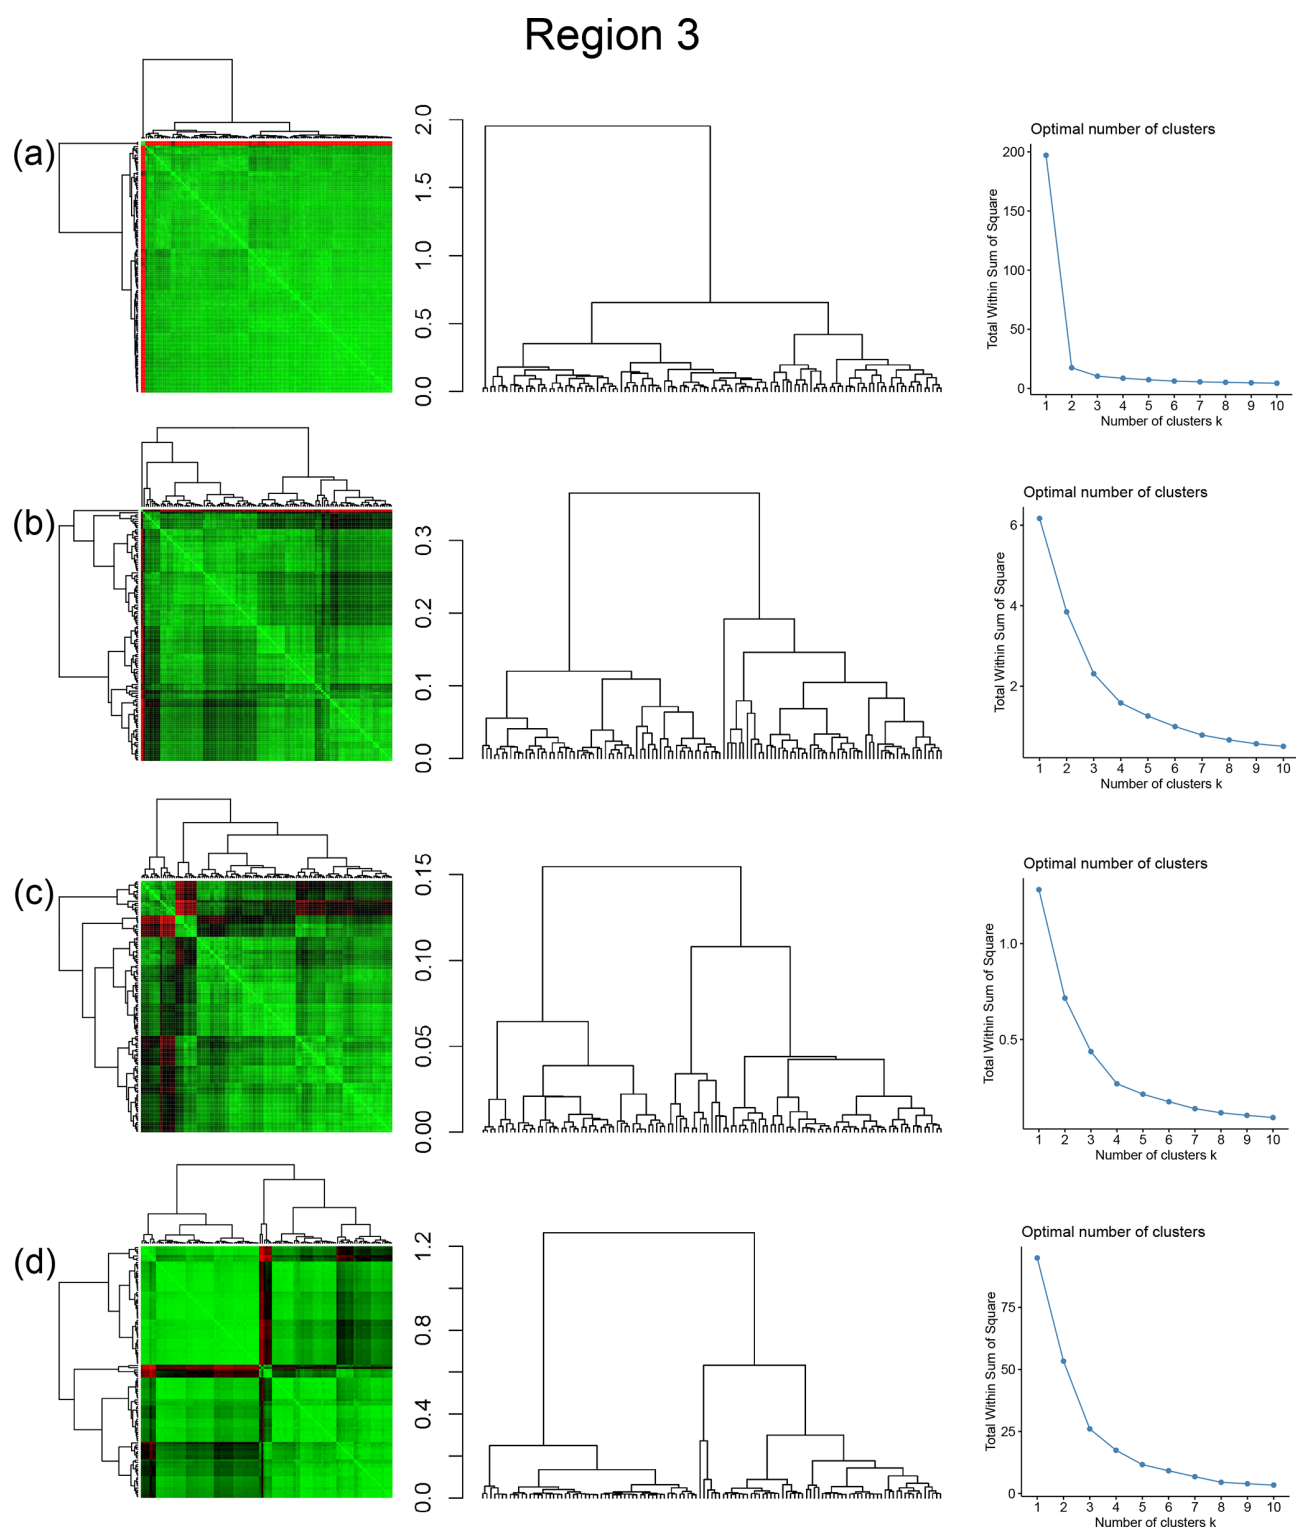 Region 3
(a)
2.0
1.5
1.0
0.5
0.0
Optimal number of clusters
Total Within Sum of Square
200
150
100
50
0
1 2 3 4 5 6 7 8 9 10
Number of clusters k
(b)
0.3
0.2
0.1
0.0
Optimal number of clusters
Total Within Sum of Square
6
4
2
1 2 3 4 5 6 7 8 9 10
Number of clusters k
(c)
0.15
0.10
0.05
0.00
Optimal number of clusters
Total Within Sum of Square
1.0
0.5
1 2 3 4 5 6 7 8 9 10
Number of clusters k
(d)
1.2
0.8
0.4
0.0
Optimal number of clusters
Total Within Sum of Square
75
50
25
0
1 2 3 4 5 6 7 8 9 10
Number of clusters k